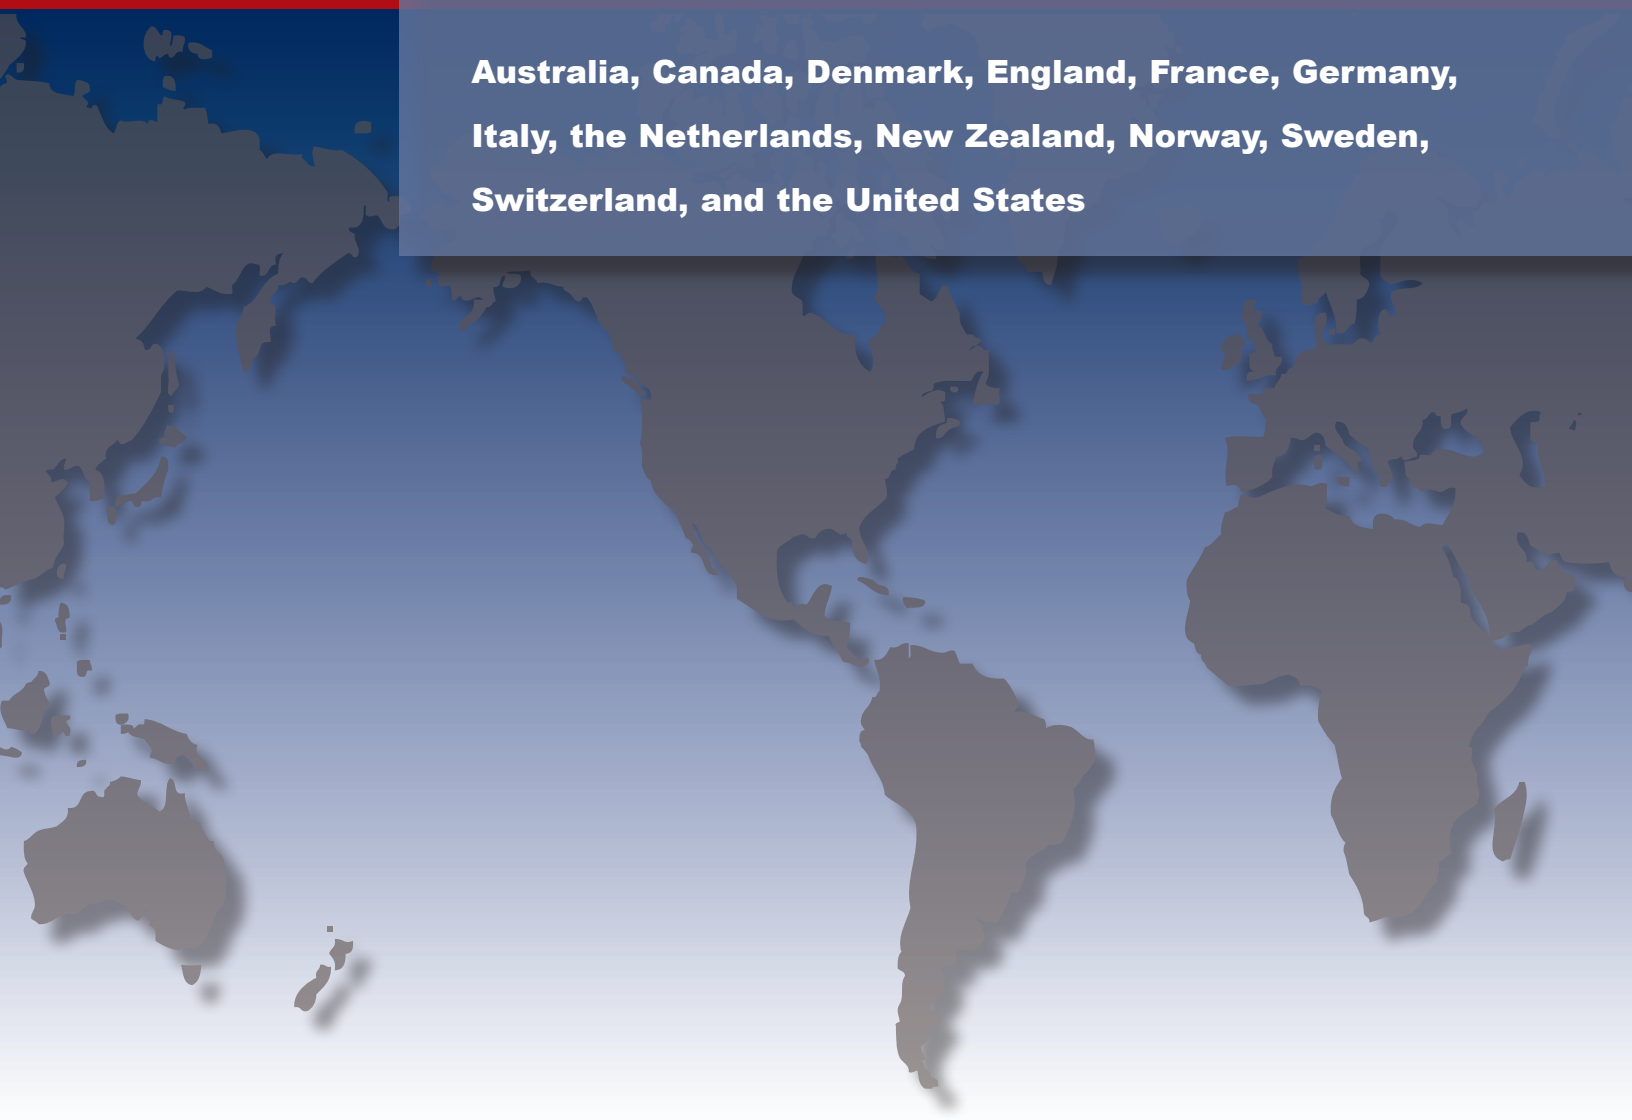 Australia, Canada, Denmark, England, France, Germany,
Italy, the Netherlands, New Zealand, Norway, Sweden,
Switzerland, and the United States